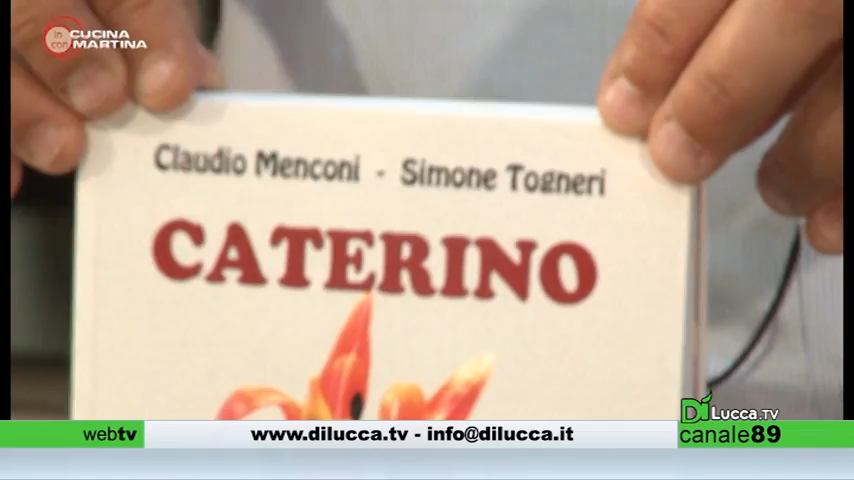 in CUCINA
con MARTINA
Claudio Menconi - Simone Togneri
CATERINO
Dì Lucca.TV
webtv www.dilucca.tv - info@dilucca.it canale89